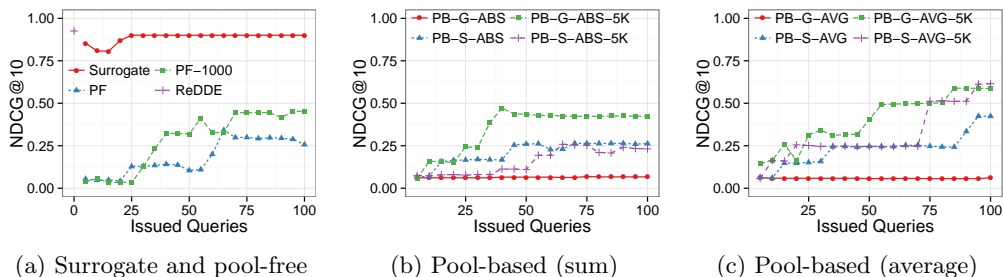 NDCG@10
1.00
0.75
0.50
0.25
0.00
Surrogate
PF-1000
PF
ReDDE
0
25
50
75
100
Issued Queries
(a) Surrogate and pool-free
NDCG@10
PB-G-ABS
PB-G-ABS-5K
PB-S-ABS
PB-S-ABS-5K
1.00
0.75
0.50
0.25
0.00
25
50
75
100
Issued Queries
(b) Pool-based (sum)
NDCG@10
PB-G-AVG
PB-G-AVG-5K
PB-S-AVG
PB-S-AVG-5K
1.00
0.75
0.50
0.25
0.00
25
50
75
100
Issued Queries
(c) Pool-based (average)